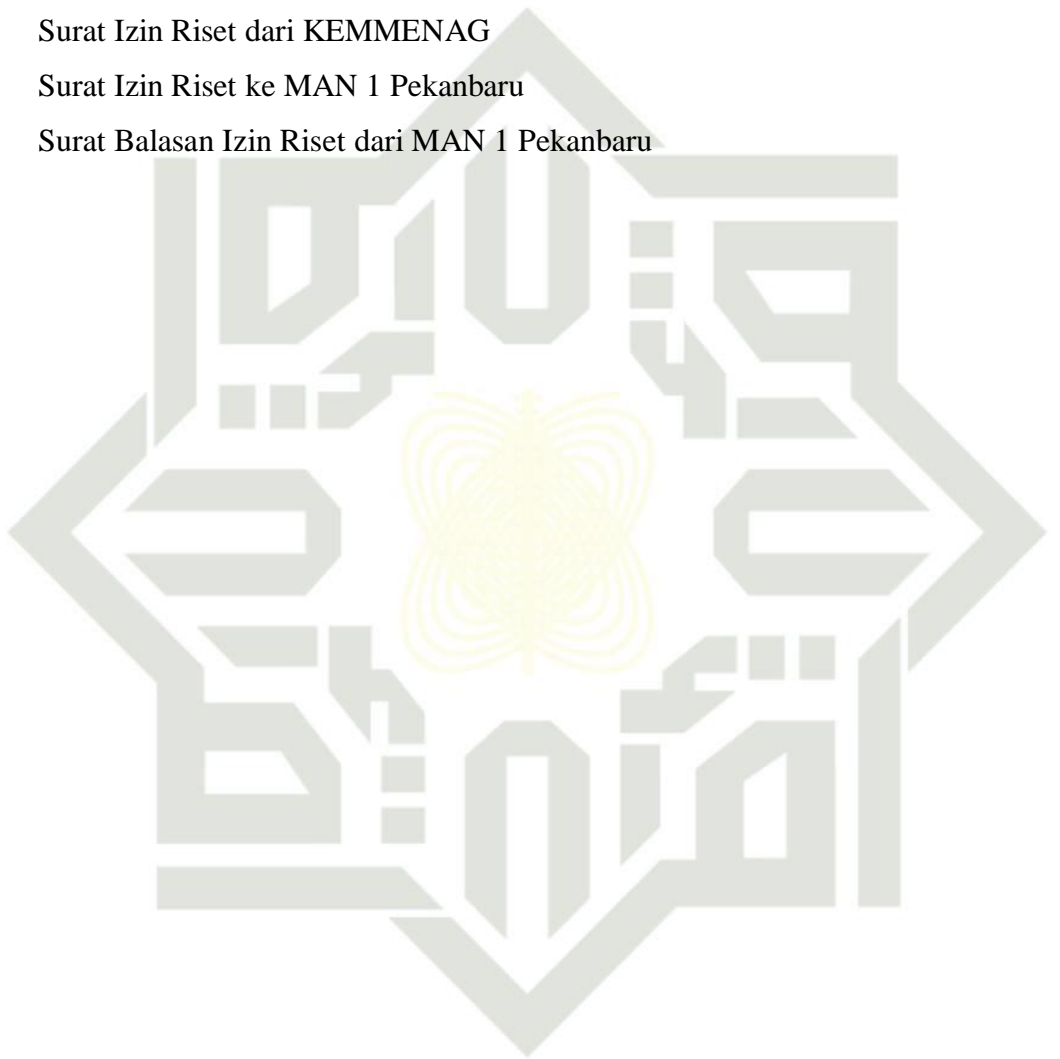 Surat Izin Riset dari KEMMENAG
Surat Izin Riset ke MAN 1 Pekanbaru
Surat Balasan Izin Riset dari MAN 1 Pekanbaru